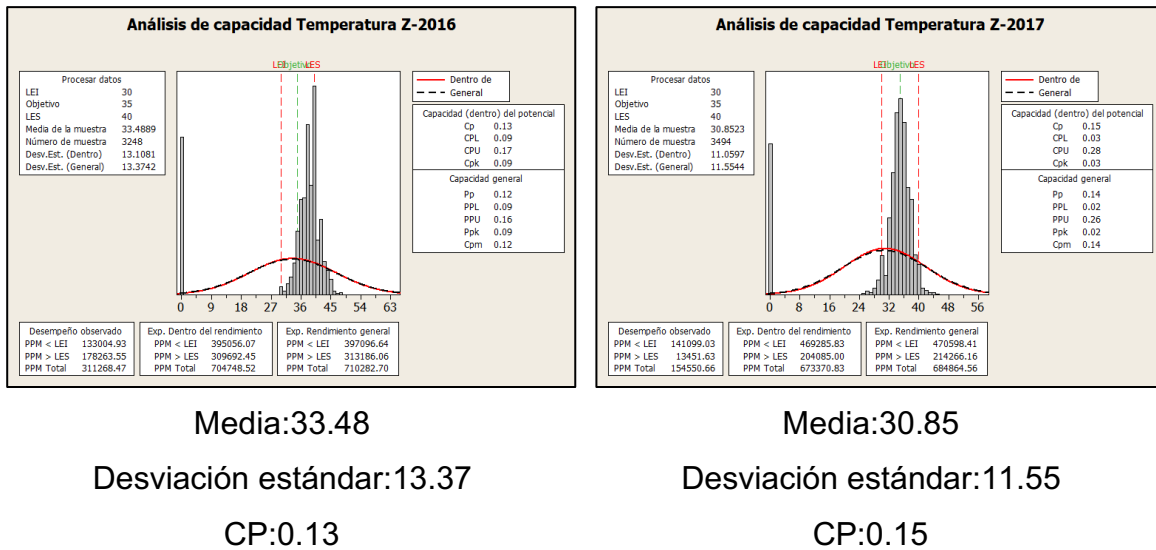 Análisis de capacidad Temperatura Z-2016
LEI Objetivo LES
Procesar datos
LEI 30
Objetivo 35
LES 40
Media de la muestra 33.4889
Número de muestra 3248
Desv.Est. (Dentro) 13.1081
Desv.Est. (General) 13.3742
Dentro de
General
Capacidad (dentro) del potencial
Cp 0.13
CPL 0.09
CPU 0.17
Cpk 0.09
Capacidad general
Pp 0.12
PPL 0.09
PPU 0.16
Ppk 0.09
Cpm 0.12
0 9 18 27 36 45 54 63
Desempeño observado
PPM < LEI 133004.93
PPM > LES 178263.55
PPM Total 311268.47
Exp. Dentro del rendimiento
PPM < LEI 395056.07
PPM > LES 309692.45
PPM Total 704748.52
Exp. Rendimiento general
PPM < LEI 397096.64
PPM > LES 313186.06
PPM Total 710282.70
Media:33.48
Desviación estándar:13.37
CP:0.13
Análisis de capacidad Temperatura Z-2017
LEI Objetivo LES
Procesar datos
LEI 30
Objetivo 35
LES 40
Media de la muestra 30.8523
Número de muestra 3494
Desv.Est. (Dentro) 11.0597
Desv.Est. (General) 11.5544
Dentro de
General
Capacidad (dentro) del potencial
Cp 0.15
CPL 0.03
CPU 0.28
Cpk 0.03
Capacidad general
Pp 0.14
PPL 0.02
PPU 0.26
Ppk 0.02
Cpm 0.14
0 8 16 24 32 40 48 56
Desempeño observado
PPM < LEI 141099.03
PPM > LES 13451.63
PPM Total 154550.66
Exp. Dentro del rendimiento
PPM < LEI 469285.83
PPM > LES 204085.00
PPM Total 673370.83
Exp. Rendimiento general
PPM < LEI 470598.41
PPM > LES 214266.16
PPM Total 684864.56
Media:30.85
Desviación estándar:11.55
CP:0.15